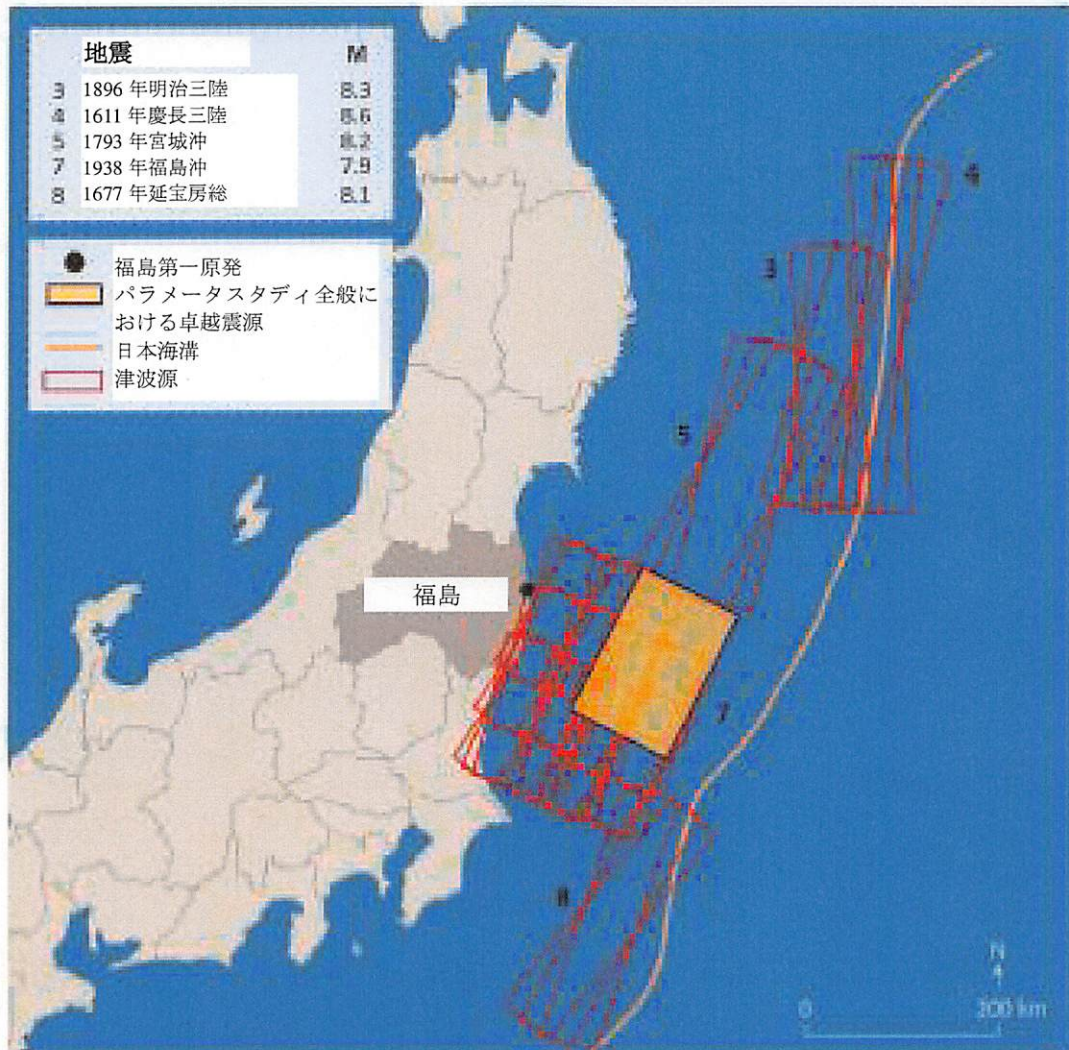 地震 M
3 1896 年明治三陸 8.3
4 1611 年慶長三陸 8.6
5 1793 年宮城沖 8.2
7 1938 年福島沖 7.9
8 1677 年延宝房総 8.1
福島第一原発
パラメータスタディ全般に
おける卓越震源
日本海溝
津波源
4
3
5
福島
7
8
N
0